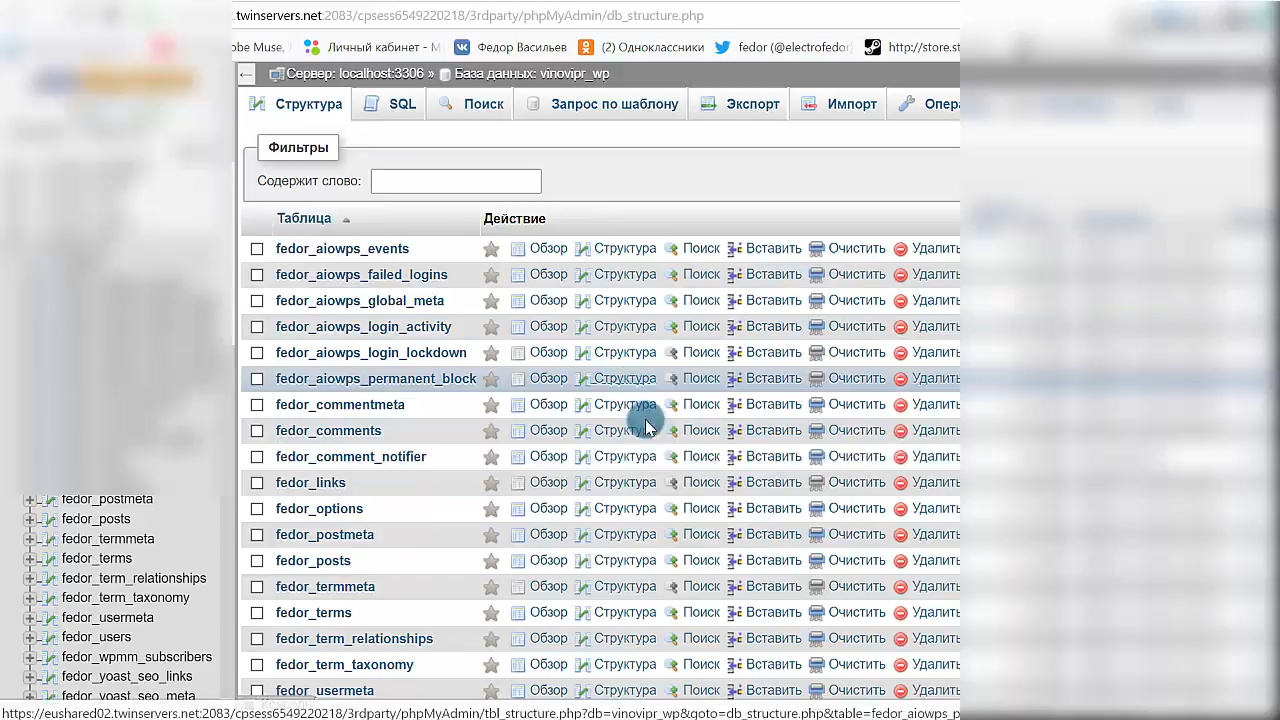 .twinservers.net:2083/cpsess6549220218/3rdparty/phpMyAdmin/db_structure.php
obe Muse, Личный кабинет - М Федор Васильев (2) Одноклассники fedor (@electrofedor) http://store.st
← Сервер: localhost:3306 » База данных: vinovipr_wp
Структура SQL Поиск Запрос по шаблону Экспорт Импорт Опера
Фильтры
Содержит слово:
Таблица Действие
fedor_aiowps_events Обзор Структура Поиск Вставить Очистить Удалить
fedor_aiowps_failed_logins Обзор Структура Поиск Вставить Очистить Удалить
fedor_aiowps_global_meta Обзор Структура Поиск Вставить Очистить Удалить
fedor_aiowps_login_activity Обзор Структура Поиск Вставить Очистить Удалить
fedor_aiowps_login_lockdown Обзор Структура Поиск Вставить Очистить Удалить
fedor_aiowps_permanent_block Обзор Структура Поиск Вставить Очистить Удалить
fedor_commentmeta Обзор Структура Поиск Вставить Очистить Удалить
fedor_comments Обзор Структура Поиск Вставить Очистить Удалить
fedor_comment_notifier Обзор Структура Поиск Вставить Очистить Удалить
fedor_links Обзор Структура Поиск Вставить Очистить Удалить
fedor_options Обзор Структура Поиск Вставить Очистить Удалить
fedor_postmeta Обзор Структура Поиск Вставить Очистить Удалить
fedor_posts Обзор Структура Поиск Вставить Очистить Удалить
fedor_termmeta Обзор Структура Поиск Вставить Очистить Удалить
fedor_terms Обзор Структура Поиск Вставить Очистить Удалить
fedor_term_relationships Обзор Структура Поиск Вставить Очистить Удалить
fedor_term_taxonomy Обзор Структура Поиск Вставить Очистить Удалить
fedor_usermeta Обзор Структура Поиск Вставить Очистить Удалить
fedor_postmeta
fedor_posts
fedor_termmeta
fedor_terms
fedor_term_relationships
fedor_term_taxonomy
fedor_usermeta
fedor_users
fedor_wpnm_subscribers
fedor_yoast_seo_links
fedor_yoast_seo_meta
https://eushared02.twinservers.net:2083/cpsess6549220218/3rdparty/phpMyAdmin/tbl_structure.php?db=vinovipr_wp&goto=db_structure.php&table=fedor_aiowps_p